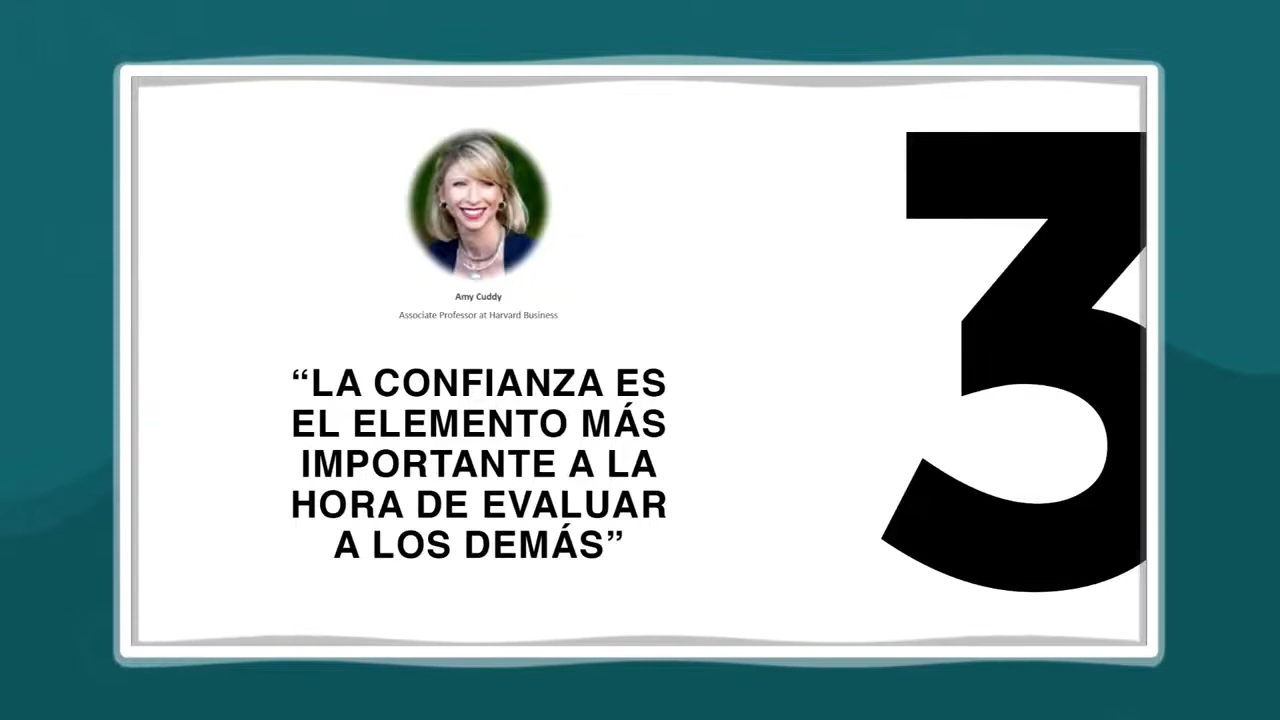 Amy Cuddy
Associate Professor at Harvard Business
“LA CONFIANZA ES
EL ELEMENTO MÁS
IMPORTANTE A LA
HORA DE EVALUAR
A LOS DEMÁS”
3